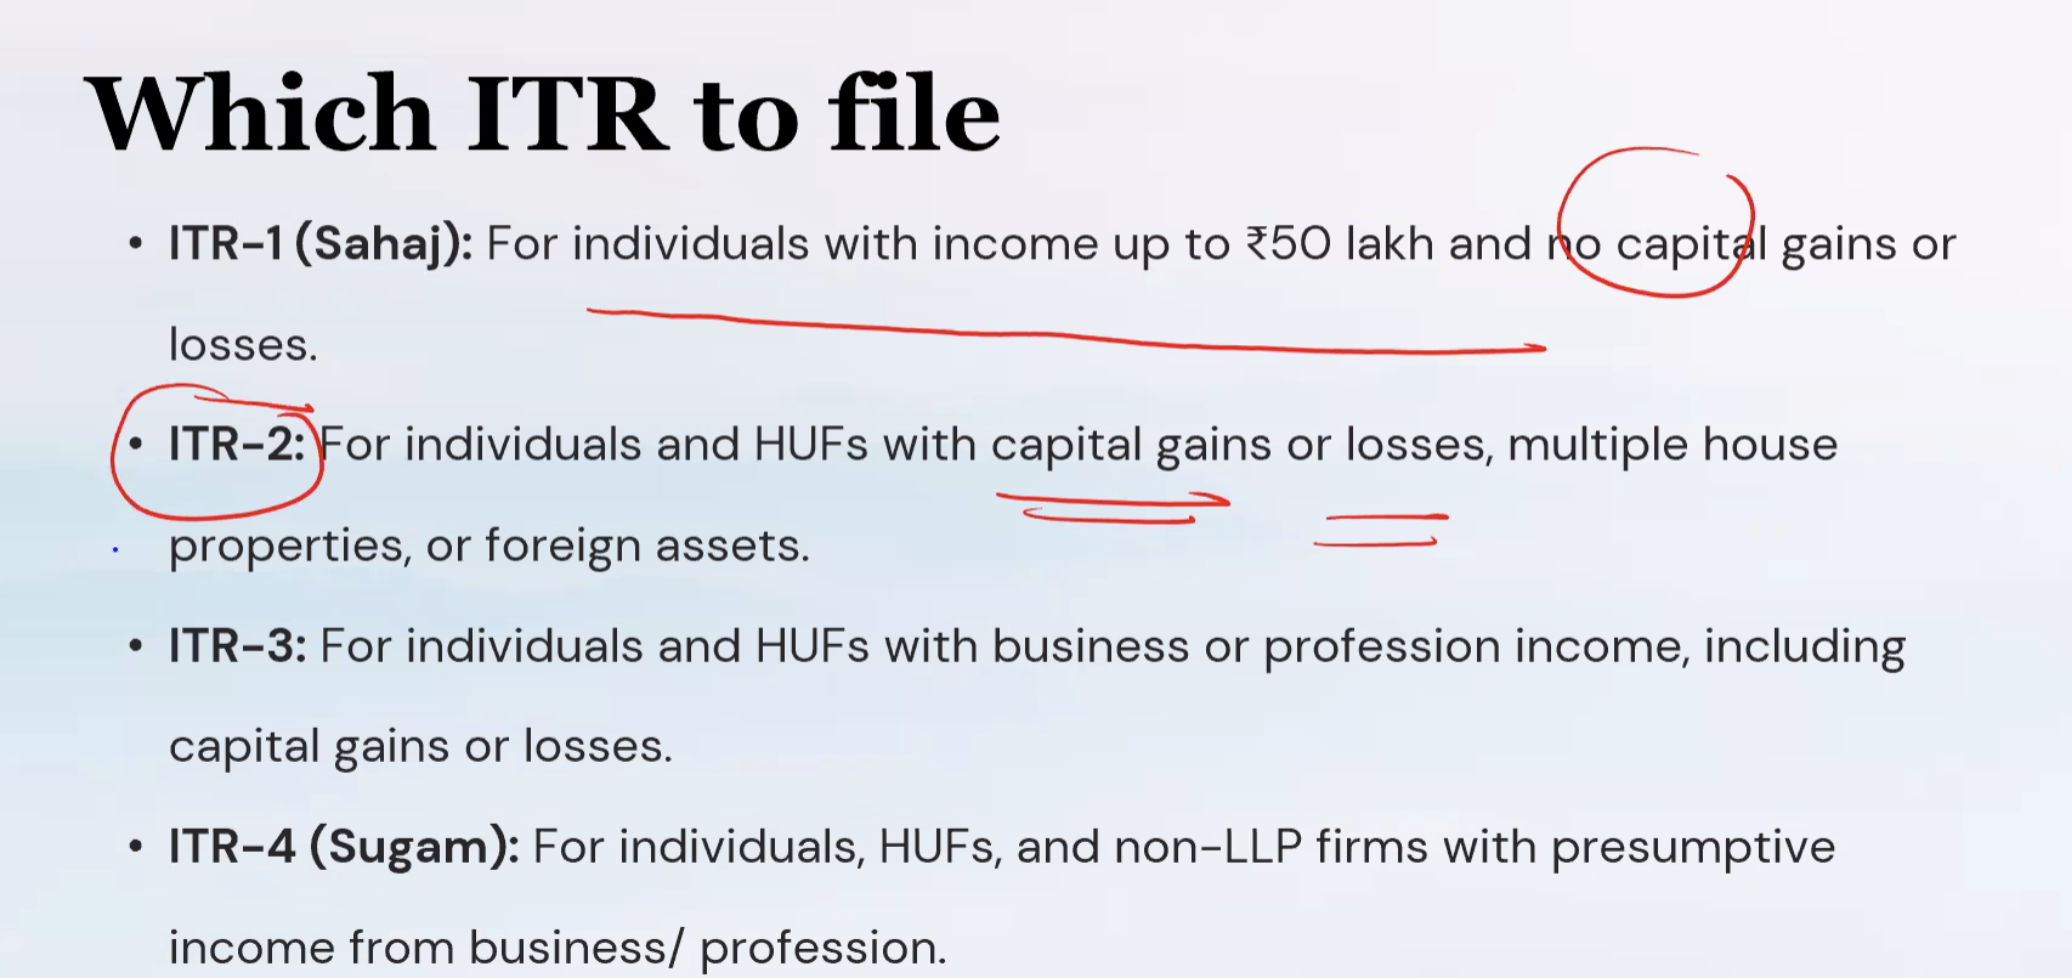 Which ITR to file
• ITR-1 (Sahaj): For individuals with income up to ₹50 lakh and no capital gains or
losses.
• ITR-2: For individuals and HUFs with capital gains or losses, multiple house
properties, or foreign assets.
• ITR-3: For individuals and HUFs with business or profession income, including
capital gains or losses.
• ITR-4 (Sugam): For individuals, HUFs, and non-LLP firms with presumptive
income from business/ profession.